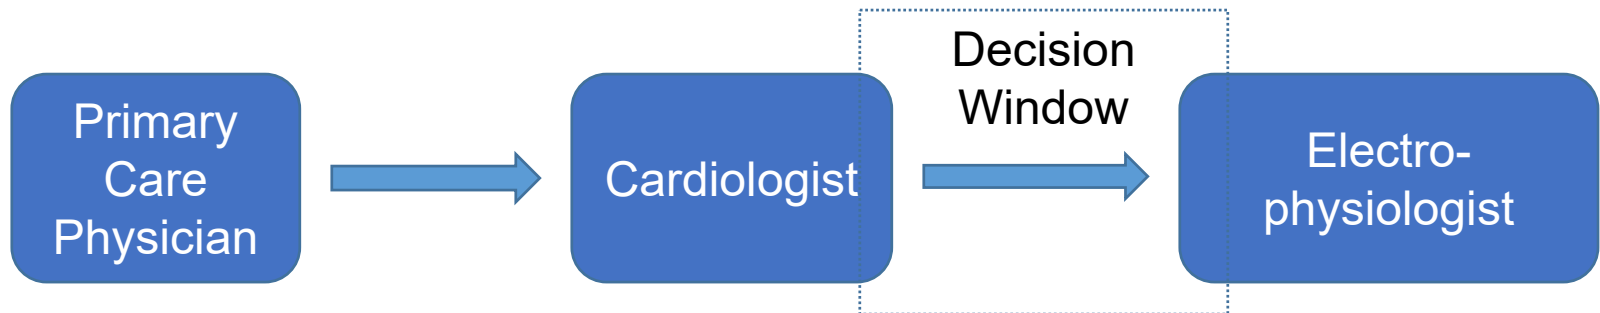 Primary
Care
Physician
Cardiologist
Decision
Window
Electro-
physiologist